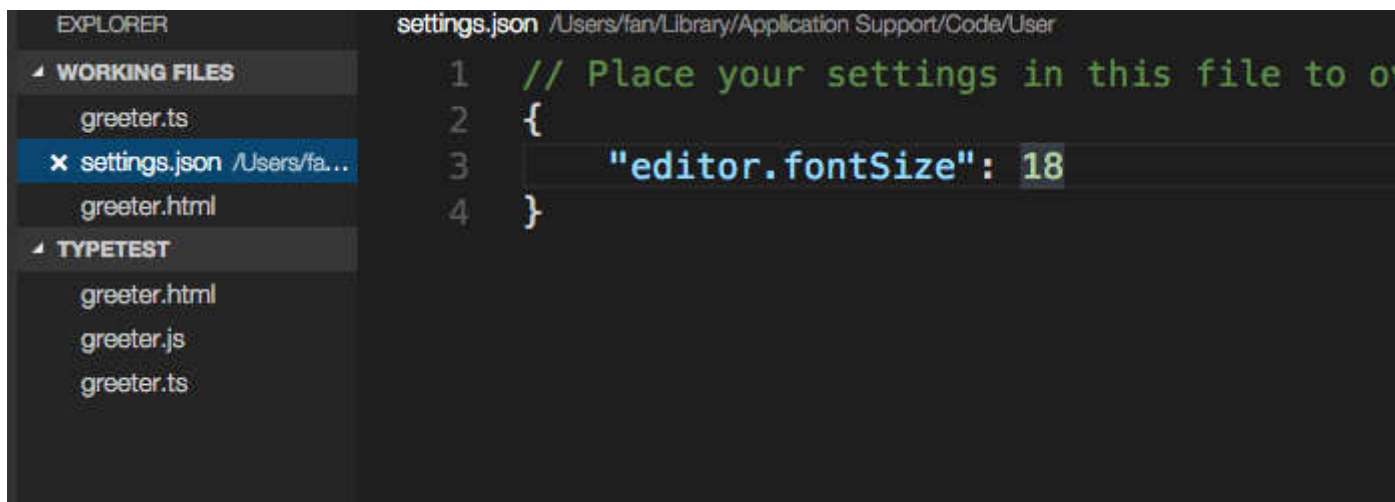 EXPLORER
WORKING FILES
greeter.ts
settings.json /Users/fa...
greeter.html
TYPETEST
greeter.html
greeter.js
greeter.ts
settings.json /Users/fan/Library/Application Support/Code/User
1 // Place your settings in this file to
2 {
3 "editor.fontSize": 18
4 }